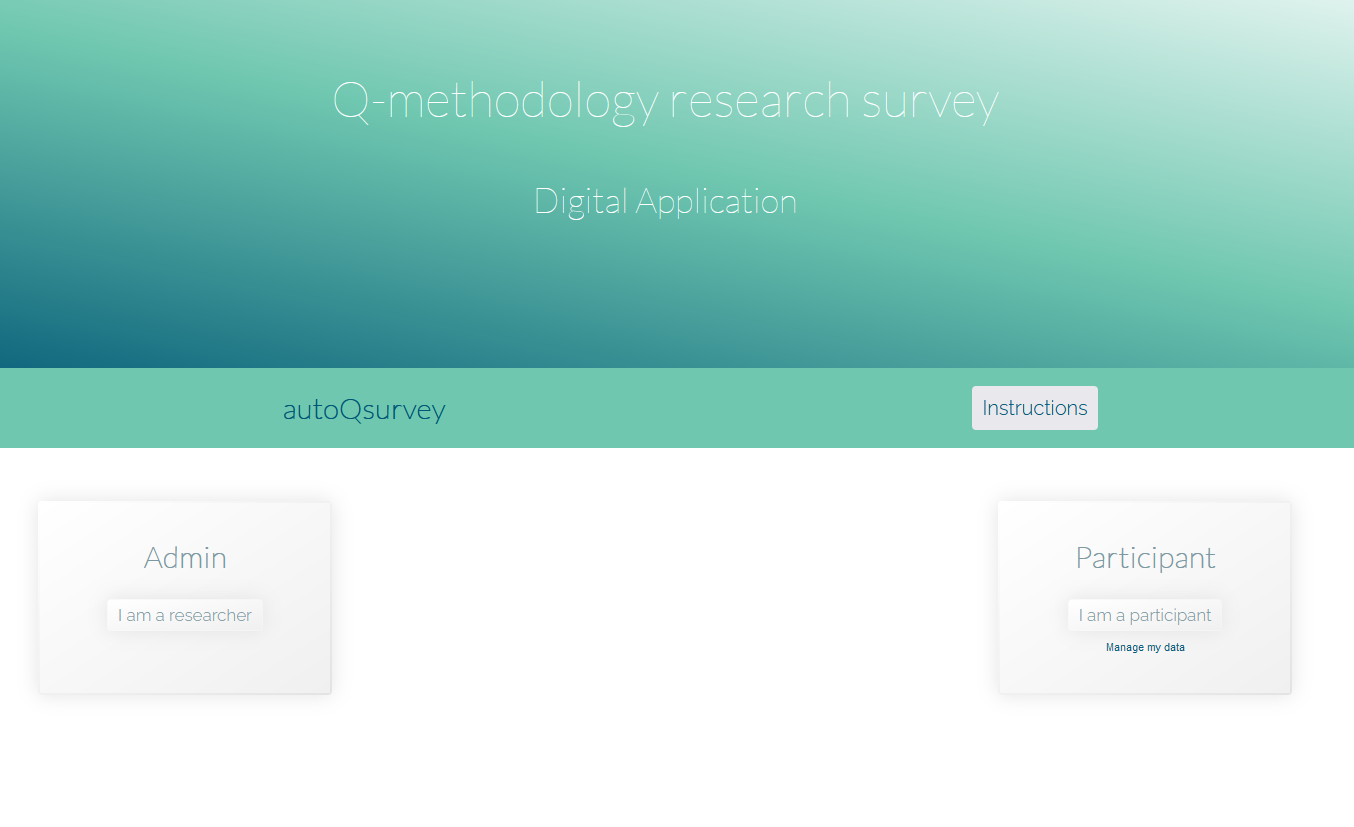 Q-methodology research survey
Digital Application
autoQsurvey
Instructions
Admin
I am a researcher
Participant
I am a participant
Manage my data